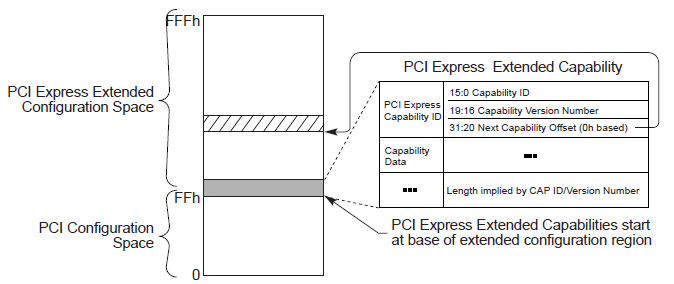 FFFh
PCI Express Extended
Configuration Space
FFh
PCI Configuration
Space
0
PCI Express Extended Capability
PCI Express
Capability ID
15:0 Capability ID
19:16 Capability Version Number
31:20 Next Capability Offset (0h based)
Capability
Data
Length implied by CAP ID/Version Number
PCI Express Extended Capabilities start
at base of extended configuration region